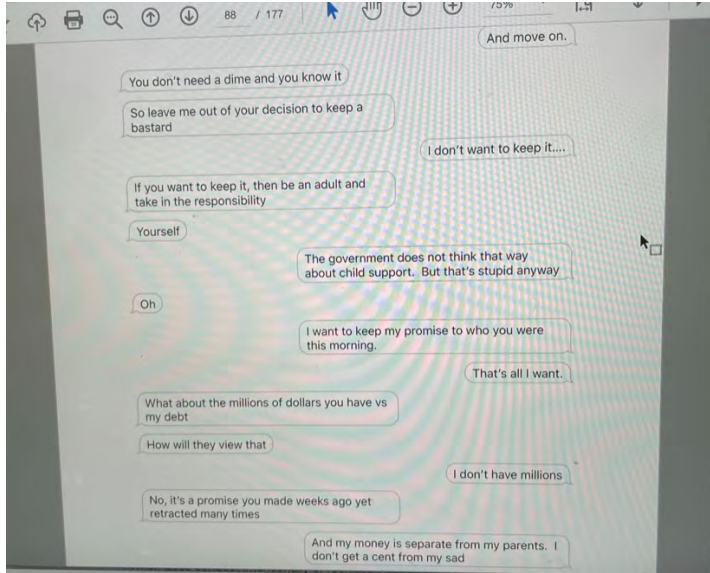 88 / 177
75%
And move on.
You don't need a dime and you know it
So leave me out of your decision to keep a
bastard
I don't want to keep it....
If you want to keep it, then be an adult and
take in the responsibility
Yourself
The government does not think that way
about child support. But that's stupid anyway
Oh
I want to keep my promise to who you were
this morning.
That's all I want.
What about the millions of dollars you have vs
my debt
How will they view that
I don't have millions
No, it's a promise you made weeks ago yet
retracted many times
And my money is separate from my parents. I
don't get a cent from my sad